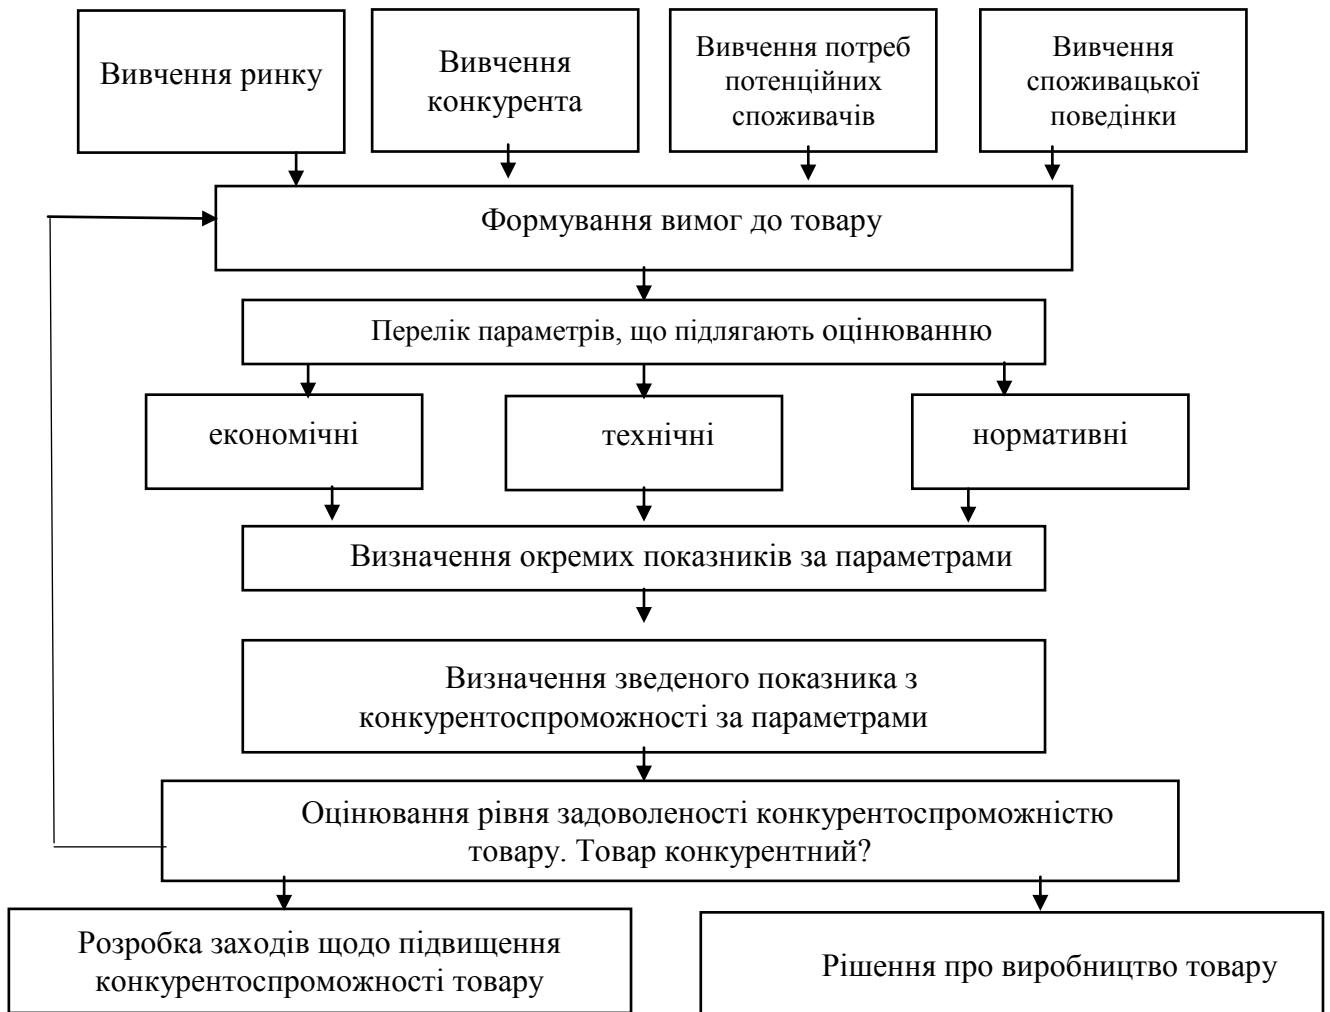 Вивчення ринку
Вивчення
конкурента
Вивчення потреб
потенційних
споживачів
Вивчення
споживацької
поведінки
Формування вимог до товару
Перелік параметрів, що підлягають оцінюванню
економічні
технічні
нормативні
Визначення окремих показників за параметрами
Визначення зведеного показника з
конкурентоспроможності за параметрами
Оцінювання рівня задоволеності конкурентоспроможністю
товару. Товар конкурентний?
Розробка заходів щодо підвищення
конкурентоспроможності товару
Рішення про виробництво товару